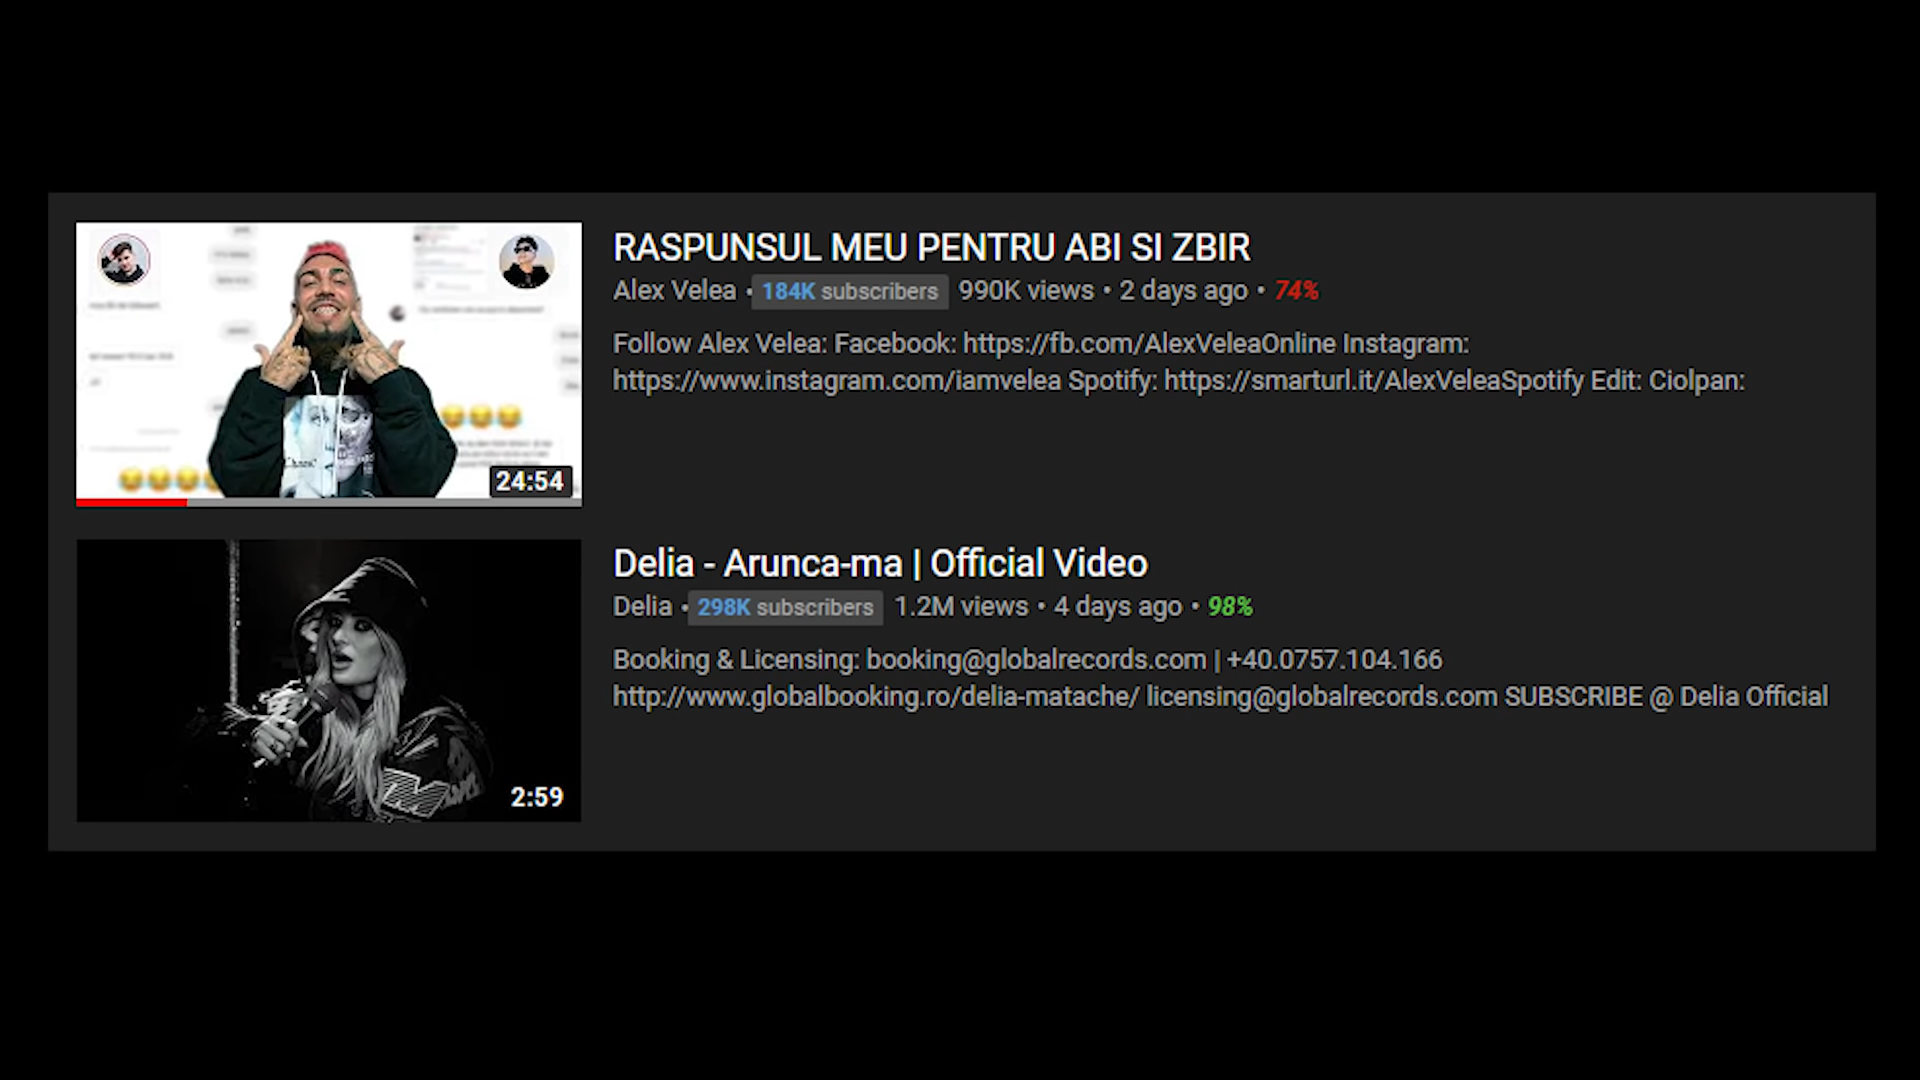 RASPUNSUL MEU PENTRU ABI SI ZBIR
Alex Velea • 184K subscribers 990K views • 2 days ago • 74%
Follow Alex Velea: Facebook: https://fb.com/AlexVeleaOnline Instagram:
https://www.instagram.com/iamvelea Spotify: https://smarturl.it/AlexVeleaSpotify Edit: Ciolpan:
24:54
Delia - Arunca-ma | Official Video
Delia • 298K subscribers 1.2M views • 4 days ago • 98%
Booking & Licensing: booking@globalrecords.com | +40.0757.104.166
http://www.globalbooking.ro/delia-matache/ licensing@globalrecords.com SUBSCRIBE @ Delia Official
2:59